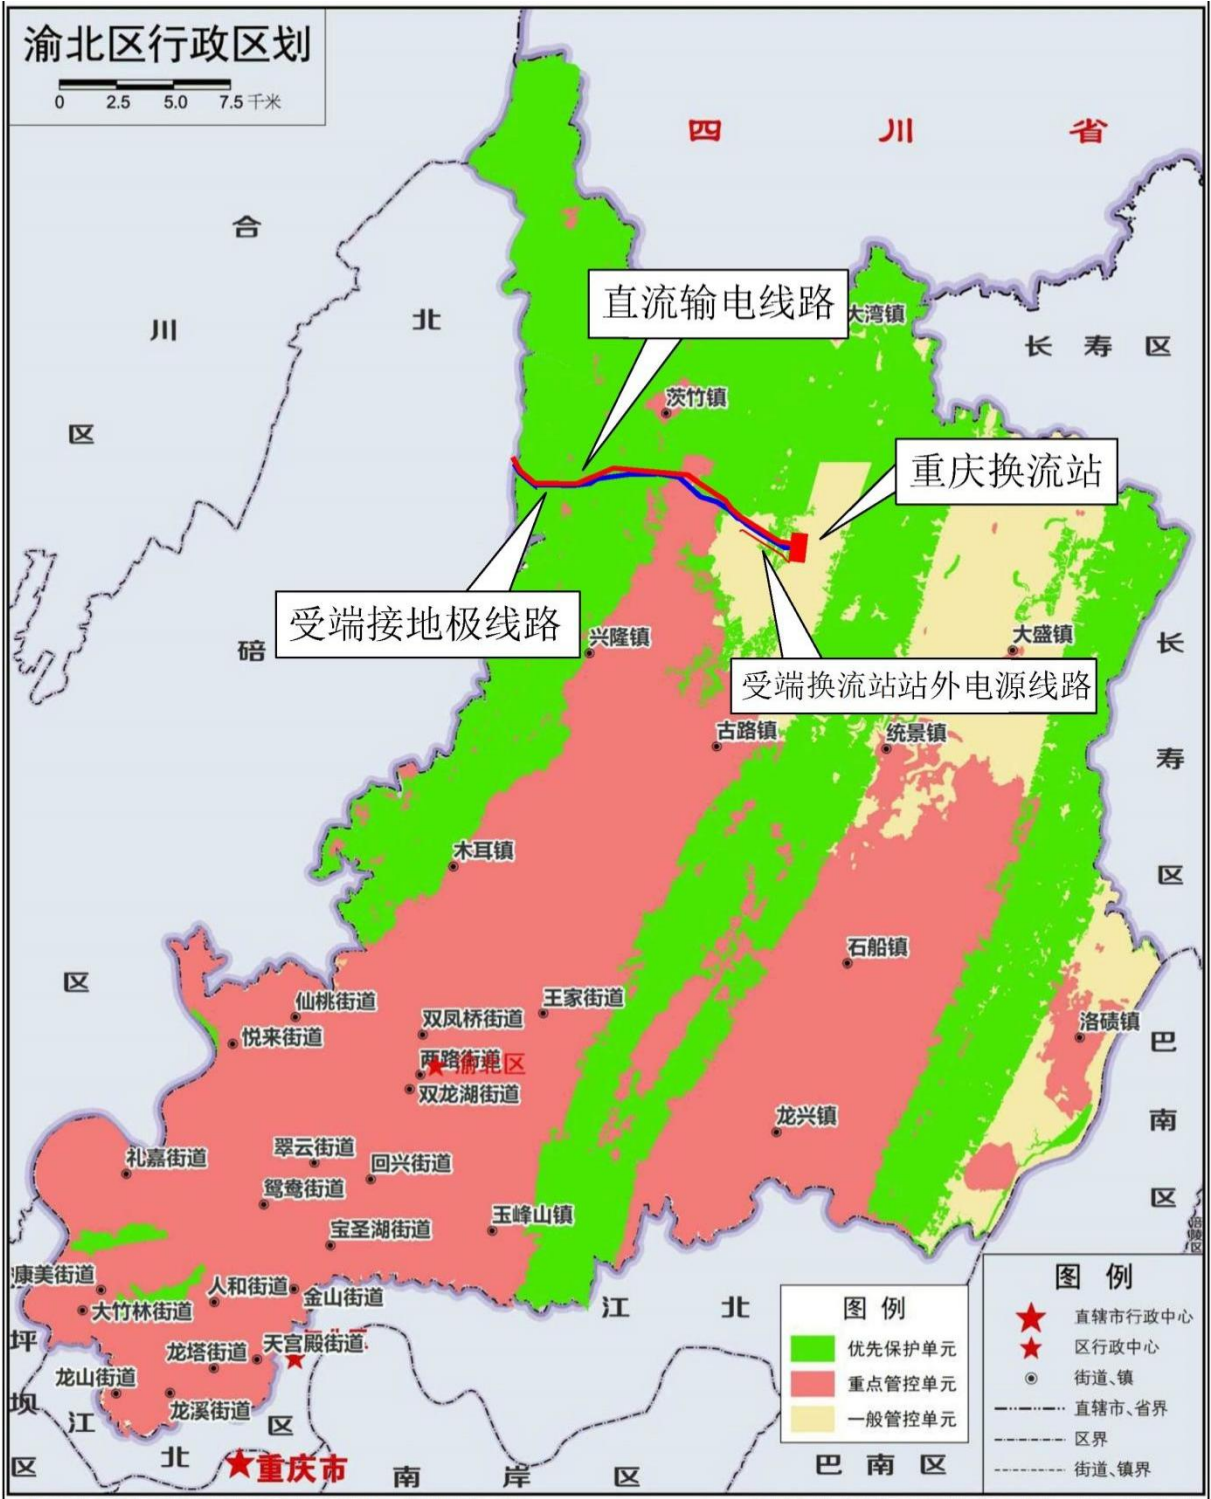 渝北区行政区划
0 2.5 5.0 7.5 千米
四川省
合川区
北碚区
长寿区
直流输电线路
大湾镇
茨竹镇
重庆换流站
受端接地极线路
兴隆镇
大盛镇
受端换流站站外电源线路
古路镇
统景镇
长寿区
木耳镇
石船镇
仙桃街道
王家街道
双凤桥街道
悦来街道
洛碛镇
两路街道
渝北区
双龙湖街道
巴南区
龙兴镇
礼嘉街道
翠云街道
回兴街道
鸳鸯街道
玉峰山镇
宝圣湖街道
涪陵区
康美街道
人和街道
金山街道
大竹林街道
江北
天宫殿街道
龙塔街道
龙山街道
龙溪街道
坪坝区
江北区
重庆市
南岸区
巴南区
图例
优先保护单元
重点管控单元
一般管控单元
图例
直辖市行政中心
区行政中心
街道、镇
直辖市、省界
区界
街道、镇界